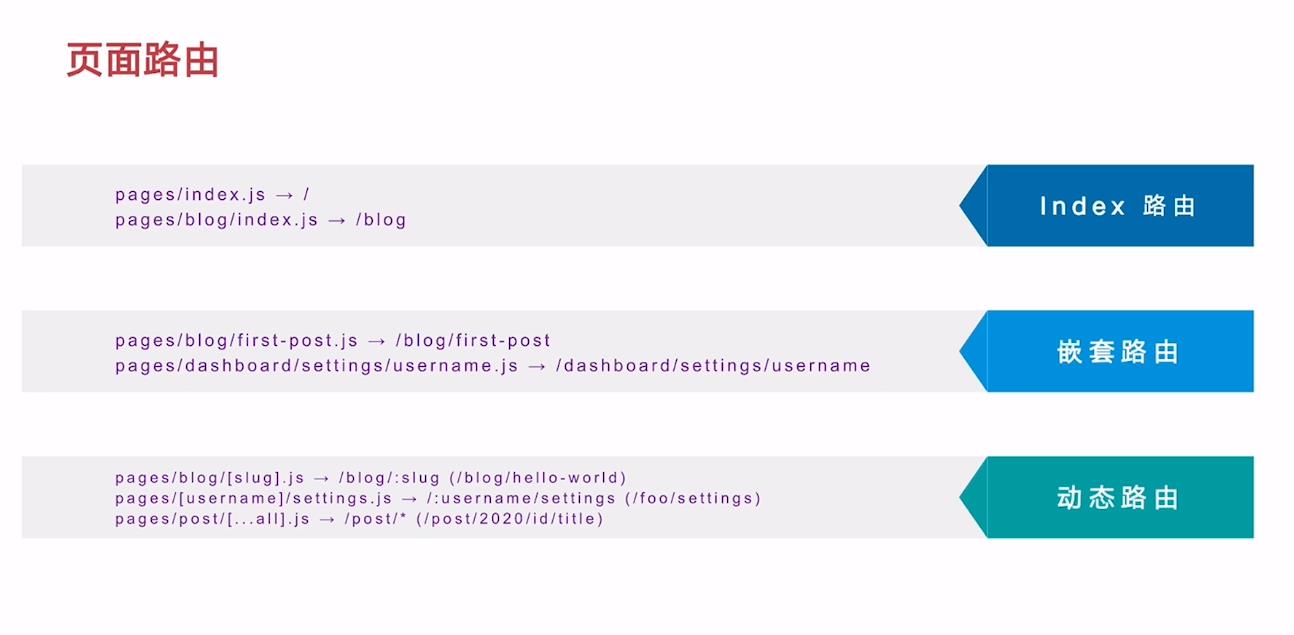 页面路由
pages/index.js → /
pages/blog/index.js → /blog
Index 路由
pages/blog/first-post.js → /blog/first-post
pages/dashboard/settings/username.js → /dashboard/settings/username
嵌套路由
pages/blog/[slug].js → /blog/:slug (/blog/hello-world)
pages/[username]/settings.js → /:username/settings (/foo/settings)
pages/post/[...all].js → /post/* (/post/2020/id/title)
动态路由